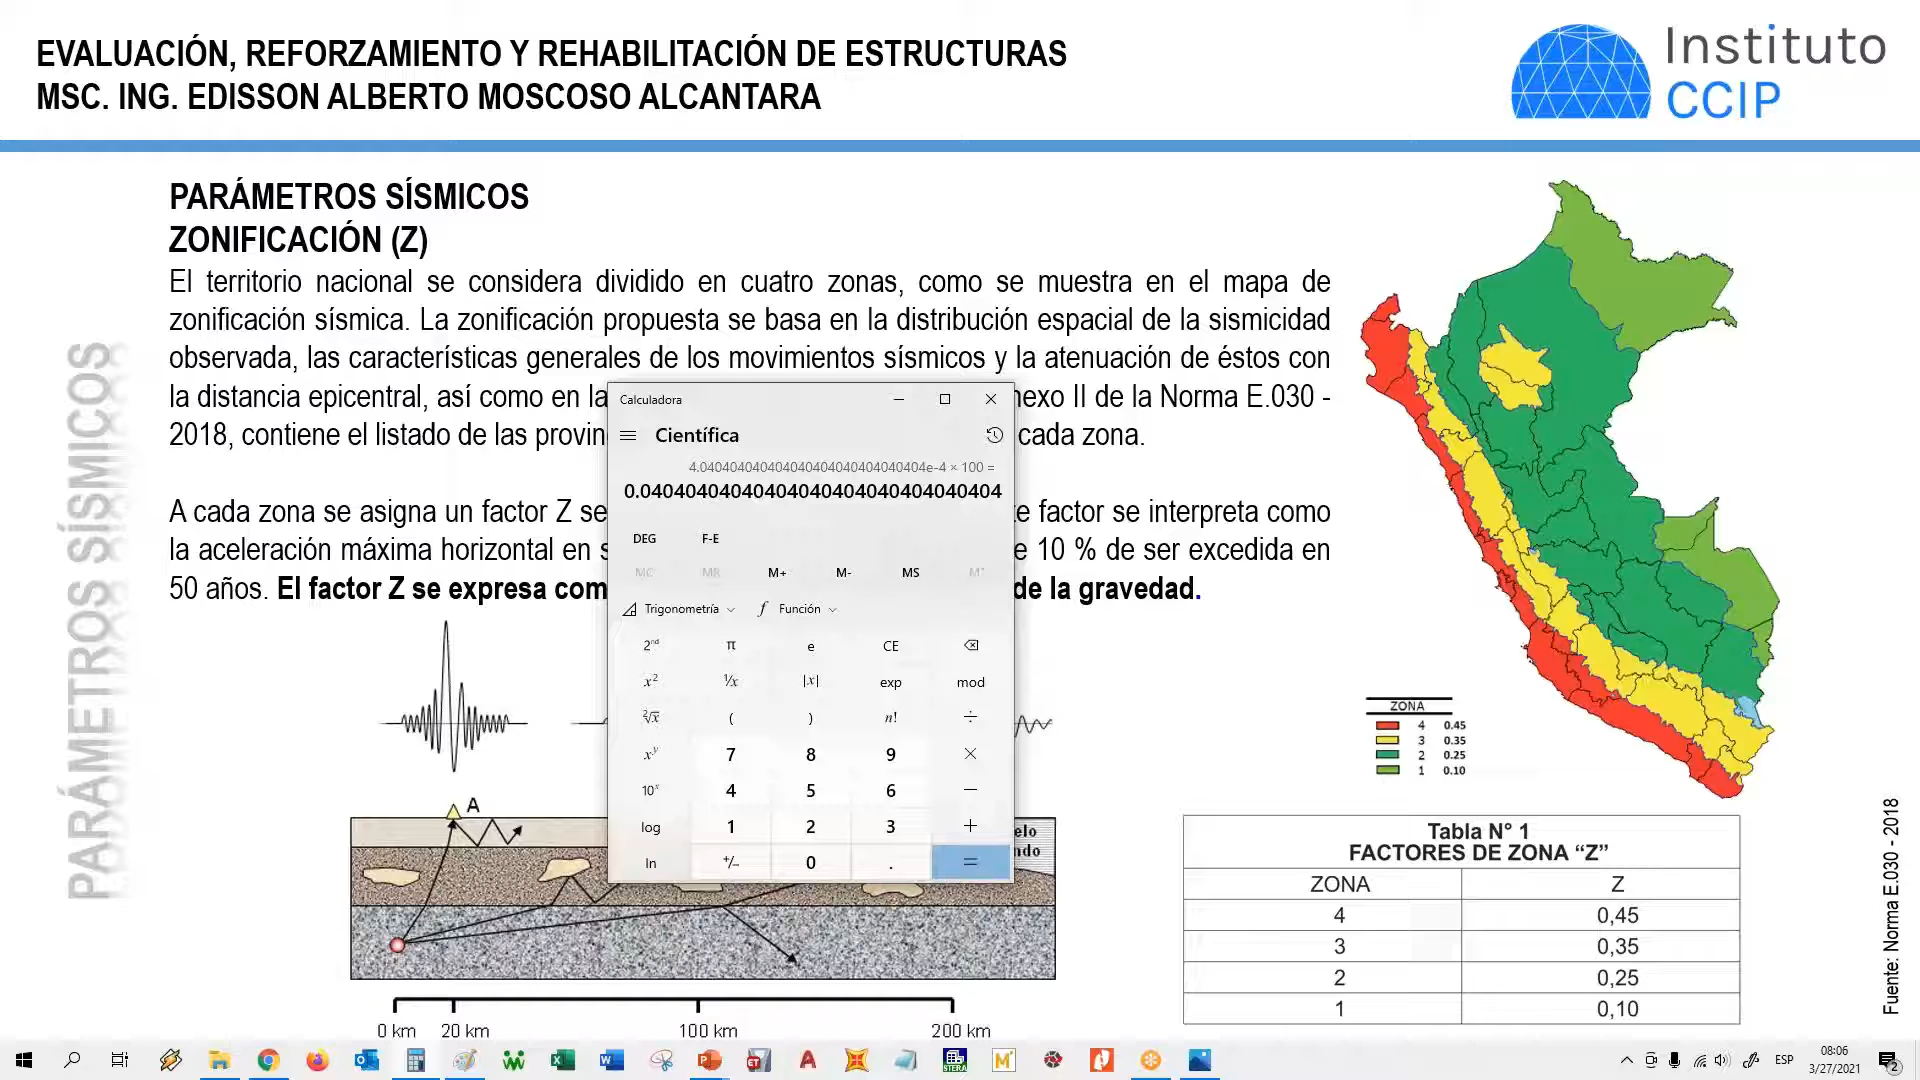 EVALUACIÓN, REFORZAMIENTO Y REHABILITACIÓN DE ESTRUCTURAS
MSC. ING. EDISSON ALBERTO MOSCOSO ALCANTARA
Instituto
CCIP
PARÁMETROS SÍSMICOS
PARÁMETROS SÍSMICOS
ZONIFICACIÓN (Z)
El territorio nacional se considera dividido en cuatro zonas, como se muestra en el mapa de
zonificación sísmica. La zonificación propuesta se basa en la distribución espacial de la sismicidad
observada, las características generales de los movimientos sísmicos y la atenuación de éstos con
la distancia epicentral, así como en la nexo II de la Norma E.030 -
2018, contiene el listado de las provin cada zona.
A cada zona se asigna un factor Z se te factor se interpreta como
la aceleración máxima horizontal en s e 10 % de ser excedida en
50 años. El factor Z se expresa com de la gravedad.
Calculadora
Científica
4.040404040404040404040404040404e-4 × 100 =
0.04040404040404040404040404040404
DEG F-E
MC MR M+ M- MS M˅
Trigonometría Función
2nd π e CE
x2 1/x |x| exp mod
2√x ( ) n! ÷
xy 7 8 9 ×
10x 4 5 6 −
log 1 2 3 +
ln +/- 0 . =
A
elo
ndo
0 km 20 km 100 km 200 km
ZONA
4 0.45
3 0.35
2 0.25
1 0.10
Tabla N° 1
FACTORES DE ZONA “Z”
ZONA Z
4 0,45
3 0,35
2 0,25
1 0,10
Fuente: Norma E.030 - 2018
ESP
08:06
3/27/2021
2
STERA
ET